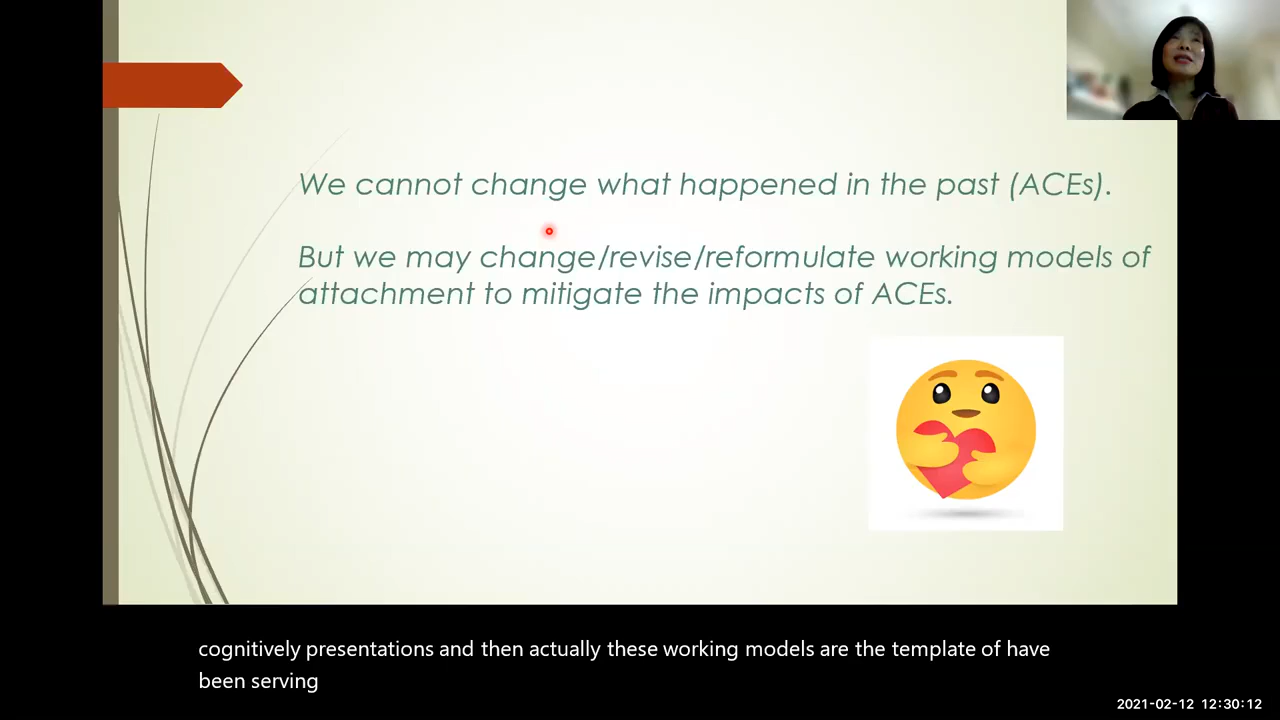 We cannot change what happened in the past (ACEs).
But we may change/revise/reformulate working models of
attachment to mitigate the impacts of ACEs.
cognitively presentations and then actually these working models are the template of have
been serving
2021-02-12 12:30:12